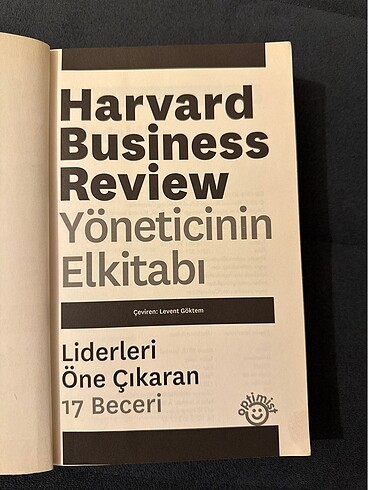 Harvard
Business
Review
Yöneticinin
Elkitabı
Çeviren: Levent Göktem
Liderleri
Öne Çıkaran
17 Beceri
optimist